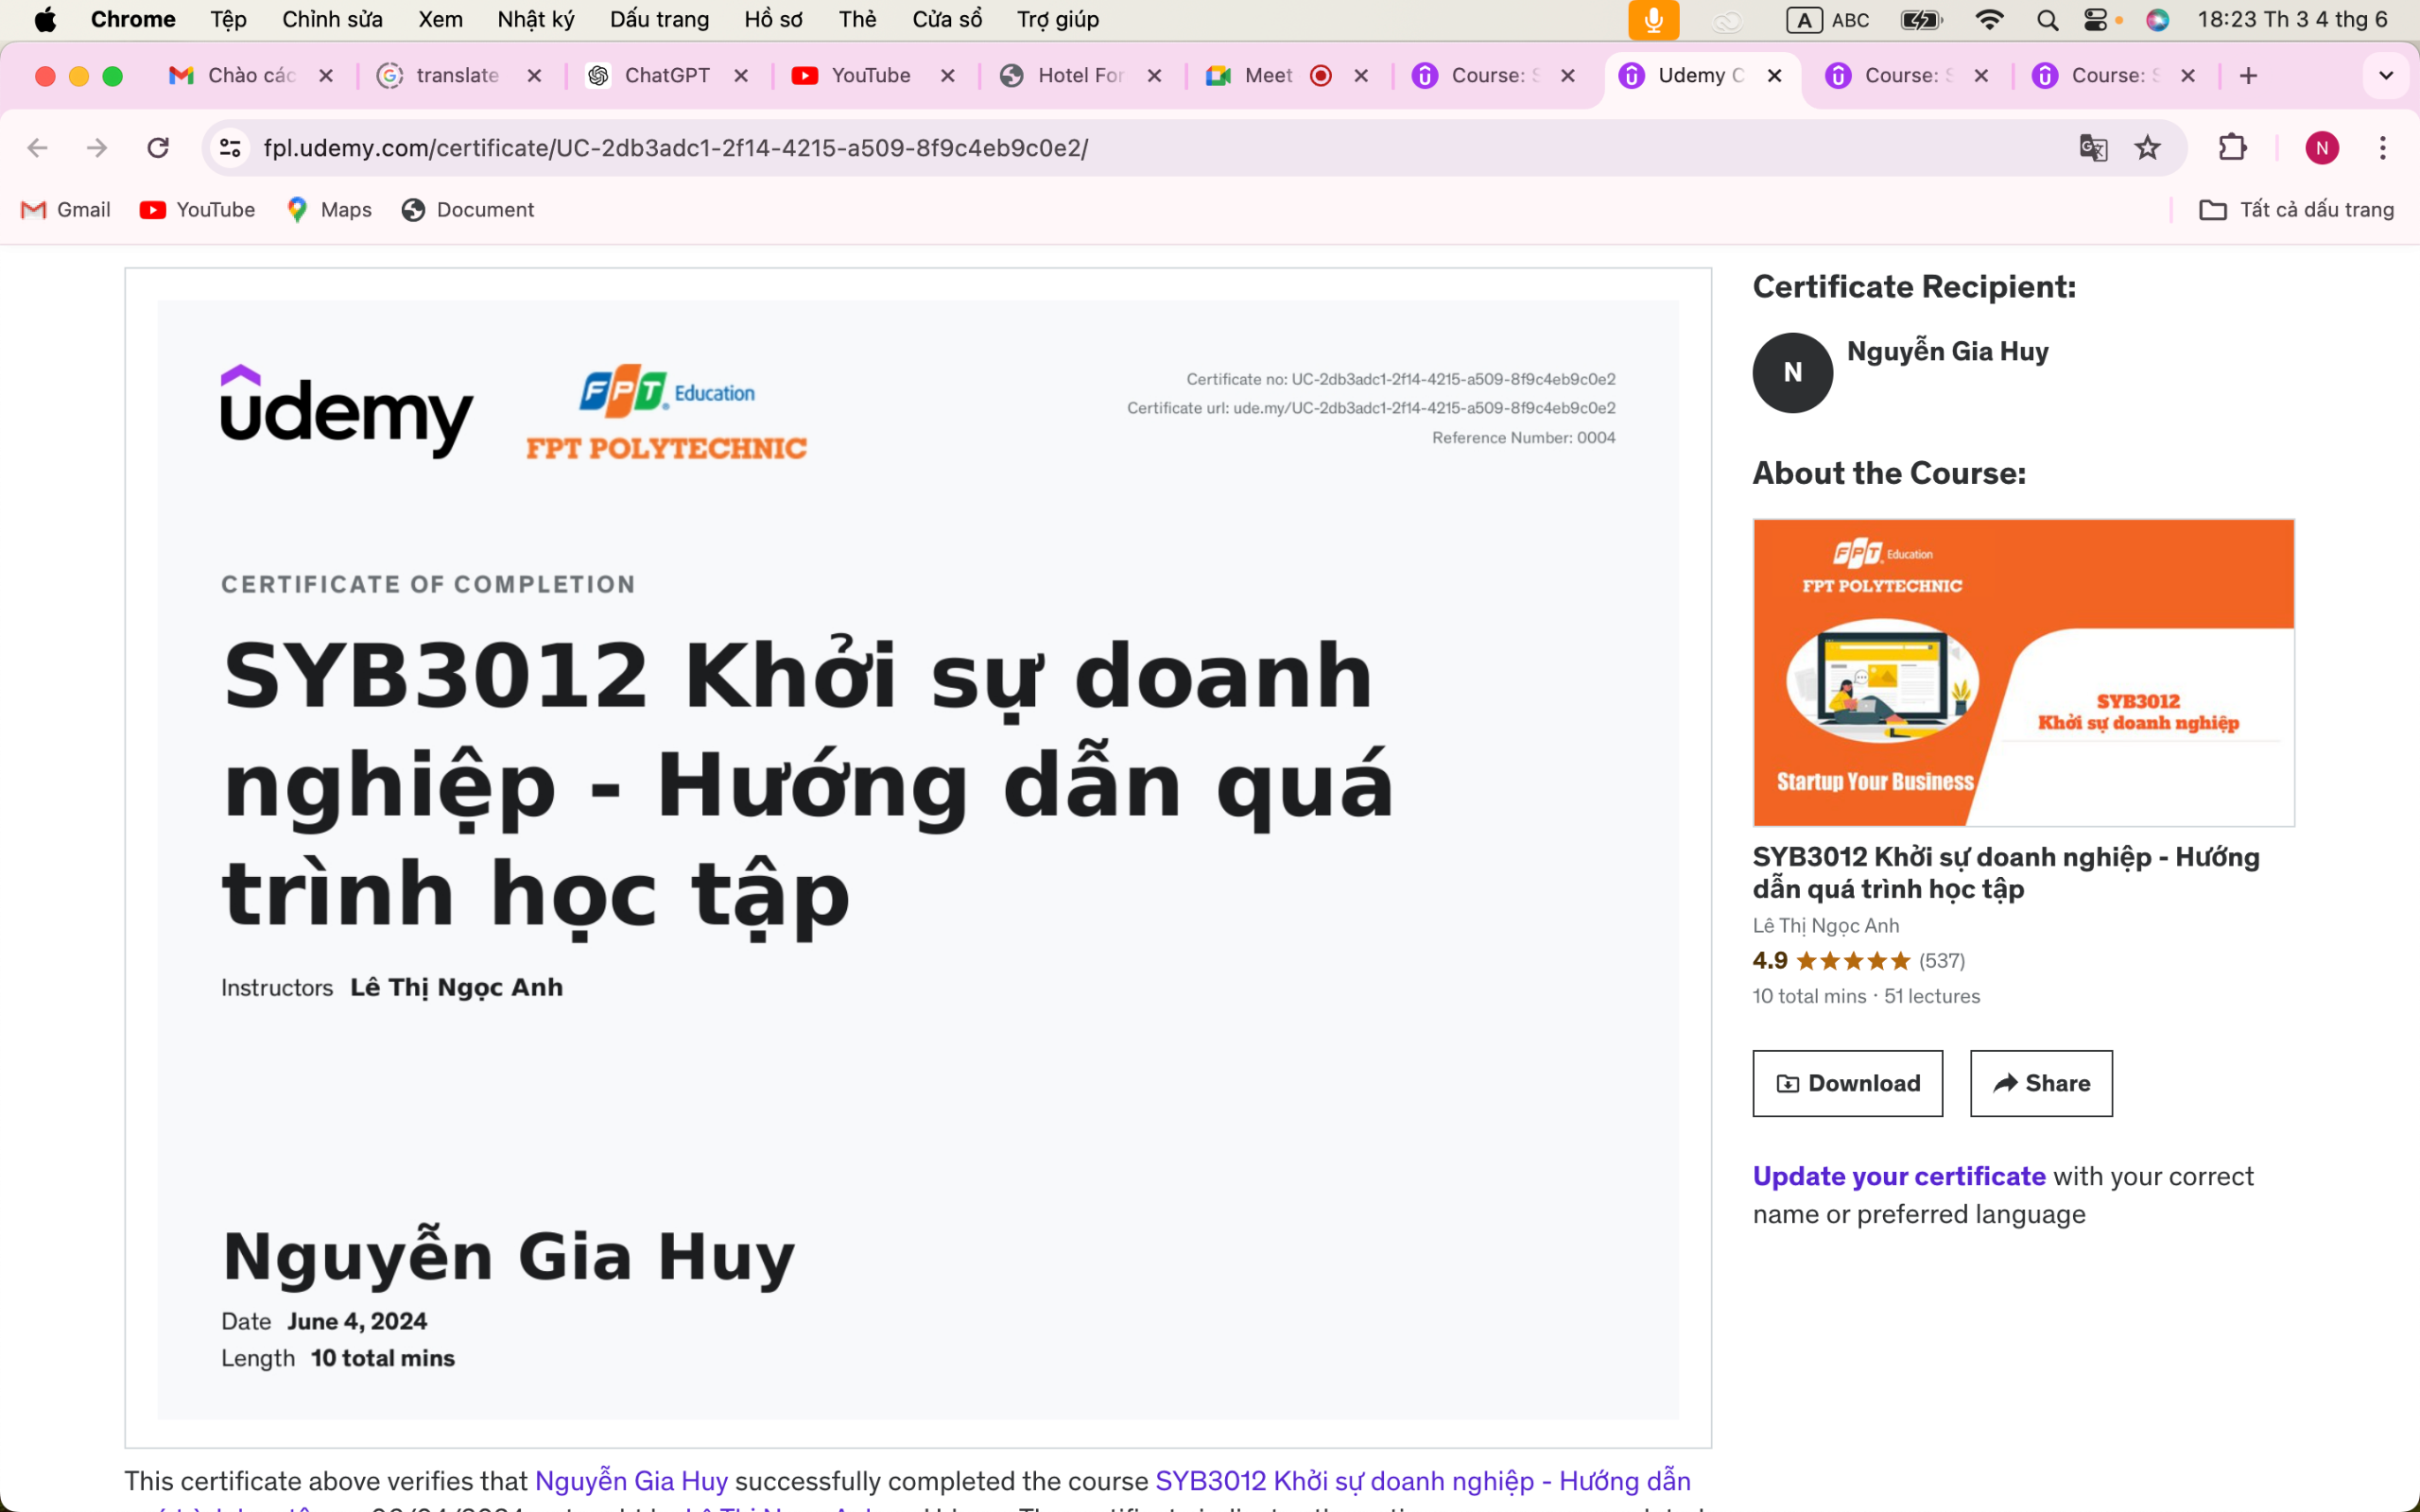 Chrome Tệp Chỉnh sửa Xem Nhật ký Dấu trang Hồ sơ Thẻ Cửa sổ Trợ giúp A ABC 18:23 Th 3 4 thg 6
Chào các translate ChatGPT YouTube Hotel For Meet Course: S Udemy C Course: S Course: S
fpl.udemy.com/certificate/UC-2db3adc1-2f14-4215-a509-8f9c4eb9c0e2/ N
Gmail YouTube Maps Document Tất cả dấu trang
udemy
FPT Education
FPT POLYTECHNIC
Certificate no: UC-2db3adc1-2f14-4215-a509-8f9c4eb9c0e2
Certificate url: ude.my/UC-2db3adc1-2f14-4215-a509-8f9c4eb9c0e2
Reference Number: 0004
CERTIFICATE OF COMPLETION
SYB3012 Khởi sự doanh
nghiệp - Hướng dẫn quá
trình học tập
Instructors Lê Thị Ngọc Anh
Nguyễn Gia Huy
Date June 4, 2024
Length 10 total mins
This certificate above verifies that Nguyễn Gia Huy successfully completed the course SYB3012 Khởi sự doanh nghiệp - Hướng dẫn
Certificate Recipient:
N
Nguyễn Gia Huy
About the Course:
FPT Education
FPT POLYTECHNIC
SYB3012
Khởi sự doanh nghiệp
Startup Your Business
SYB3012 Khởi sự doanh nghiệp - Hướng
dẫn quá trình học tập
Lê Thị Ngọc Anh
4.9 (537)
10 total mins · 51 lectures
Download Share
Update your certificate with your correct
name or preferred language